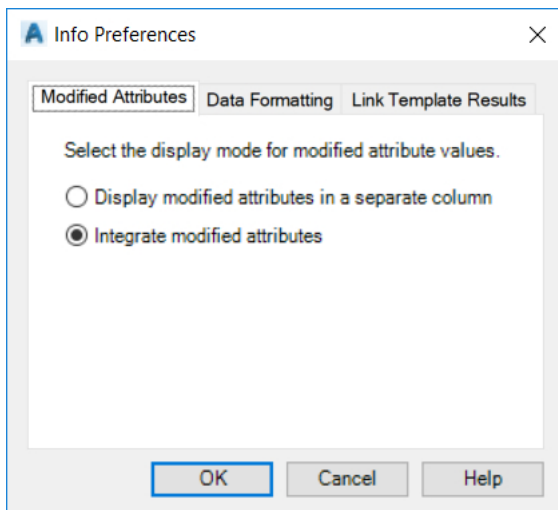 Info Preferences
Modified Attributes Data Formatting Link Template Results
Select the display mode for modified attribute values.
Display modified attributes in a separate column
Integrate modified attributes
OK Cancel Help